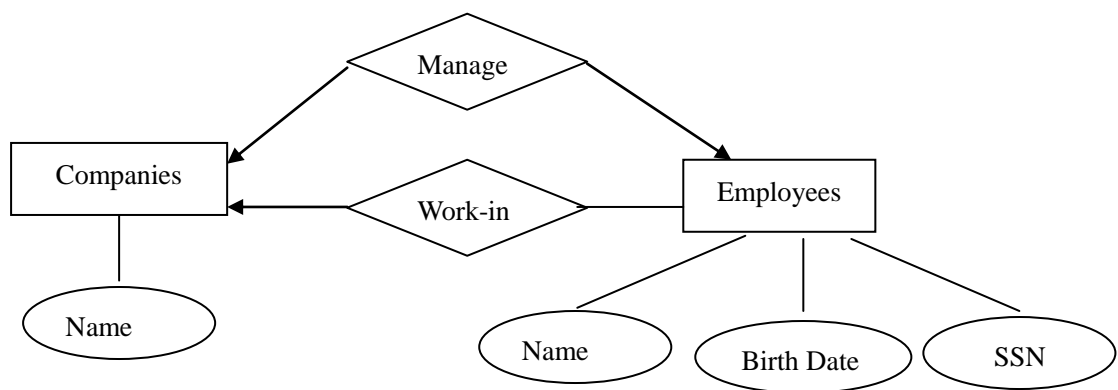 Manage
Companies
Work-in
Employees
Name
Name
Birth Date
SSN